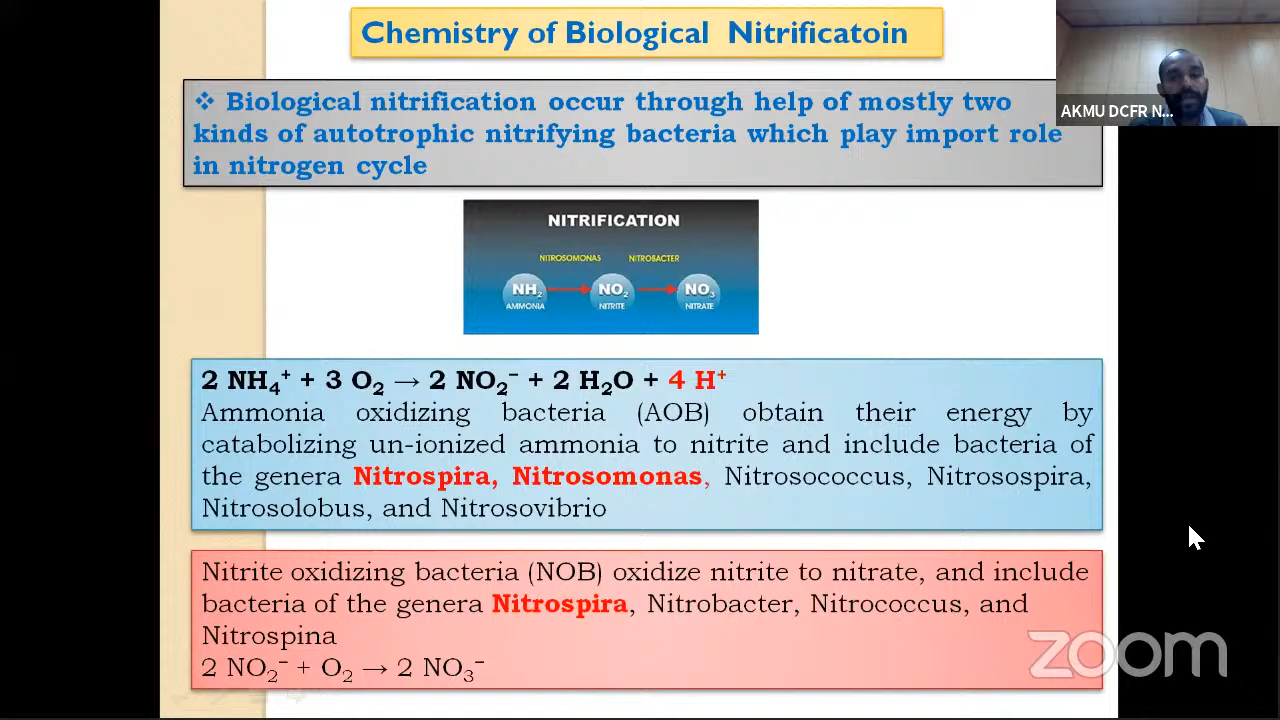 Chemistry of Biological Nitrificatoin
❖ Biological nitrification occur through help of mostly two
kinds of autotrophic nitrifying bacteria which play import role
in nitrogen cycle
AKMU DCFR N...
NITRIFICATION
NITROSOMONAS NITROBACTER
NH₂ NO₂ NO₃
AMMONIA NITRITE NITRATE
2 NH₄⁺ + 3 O₂ → 2 NO₂⁻ + 2 H₂O + 4 H⁺
Ammonia oxidizing bacteria (AOB) obtain their energy by
catabolizing un-ionized ammonia to nitrite and include bacteria of
the genera Nitrospira, Nitrosomonas, Nitrosococcus, Nitrosospira,
Nitrosolobus, and Nitrosovibrio
Nitrite oxidizing bacteria (NOB) oxidize nitrite to nitrate, and include
bacteria of the genera Nitrospira, Nitrobacter, Nitrococcus, and
Nitrospina
2 NO₂⁻ + O₂ → 2 NO₃⁻
zoom